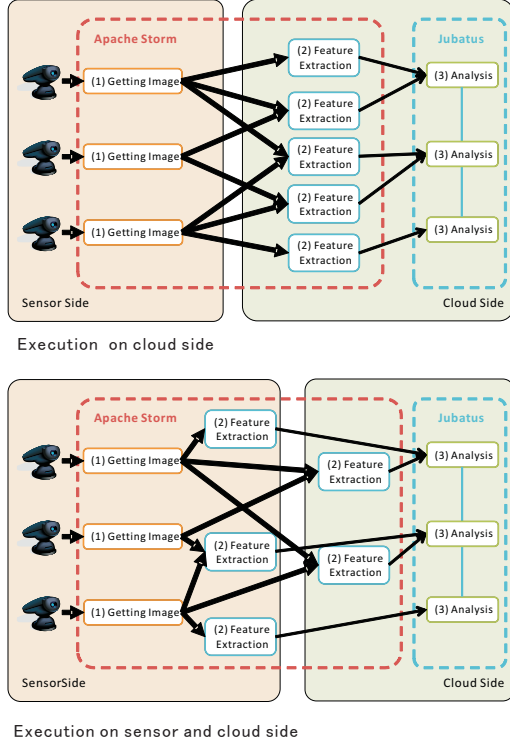 Apache Storm
Jubatus
(1) Getting Image
(1) Getting Image
(1) Getting Image
(2) Feature
Extraction
(2) Feature
Extraction
(2) Feature
Extraction
(2) Feature
Extraction
(2) Feature
Extraction
(3) Analysis
(3) Analysis
(3) Analysis
Sensor Side
Cloud Side
Execution on cloud side
Apache Storm
Jubatus
(1) Getting Image
(1) Getting Image
(1) Getting Image
(2) Feature
Extraction
(2) Feature
Extraction
(2) Feature
Extraction
(2) Feature
Extraction
(2) Feature
Extraction
(3) Analysis
(3) Analysis
(3) Analysis
SensorSide
Cloud Side
Execution on sensor and cloud side